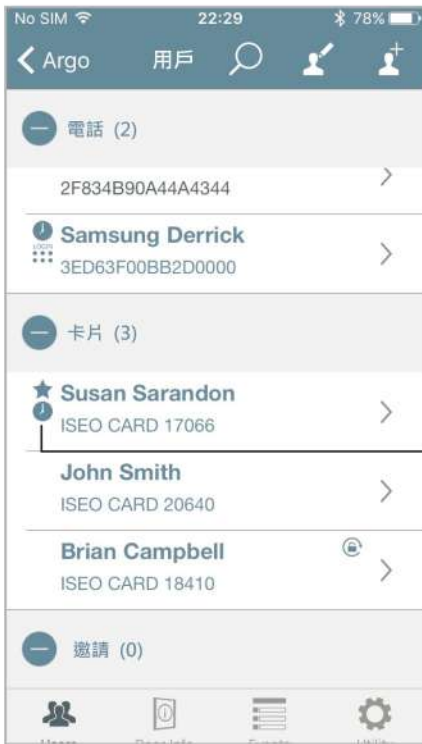 No SIM 22:29 78%
Argo 用戶
電話 (2)
2F834B90A44A4344
Samsung Derrick
LOGIN
3ED63F00BB2D0000
卡片 (3)
Susan Sarandon
ISEO CARD 17066
John Smith
ISEO CARD 20640
Brian Campbell
ISEO CARD 18410
邀請 (0)